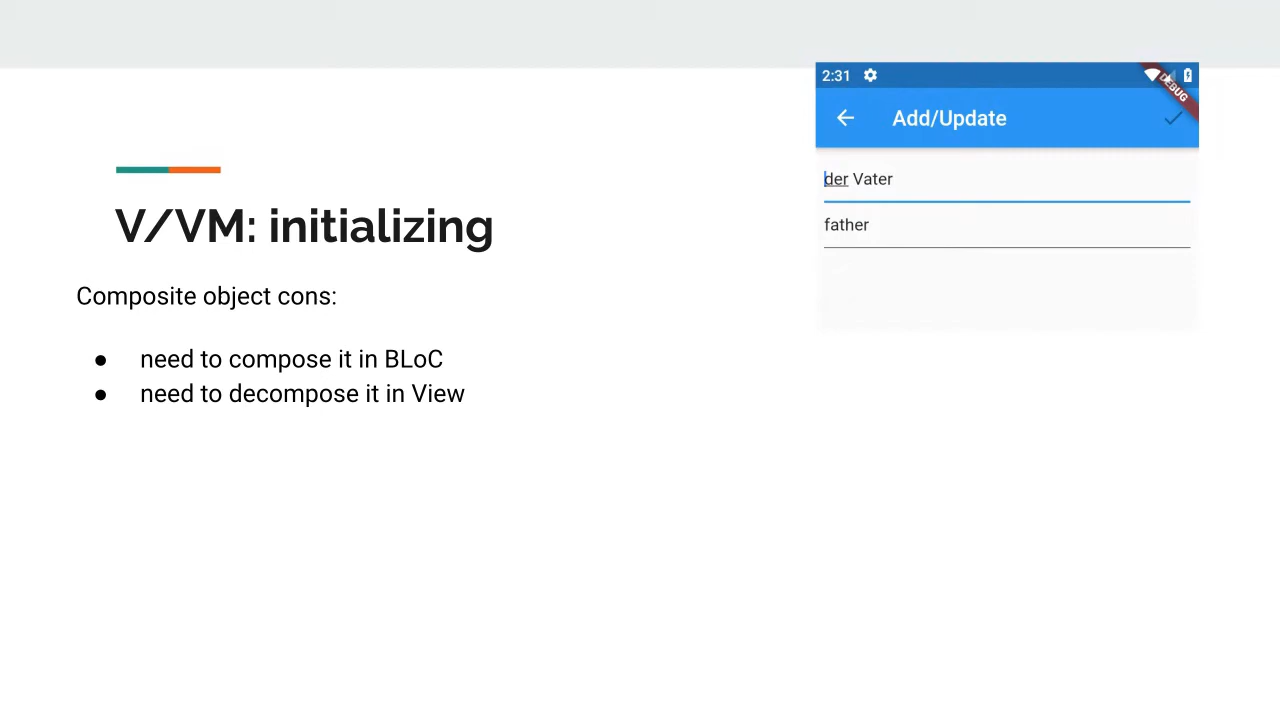 V/VM: initializing
Composite object cons:
● need to compose it in BLoC
● need to decompose it in View
2:31
DEBUG
Add/Update
der Vater
father